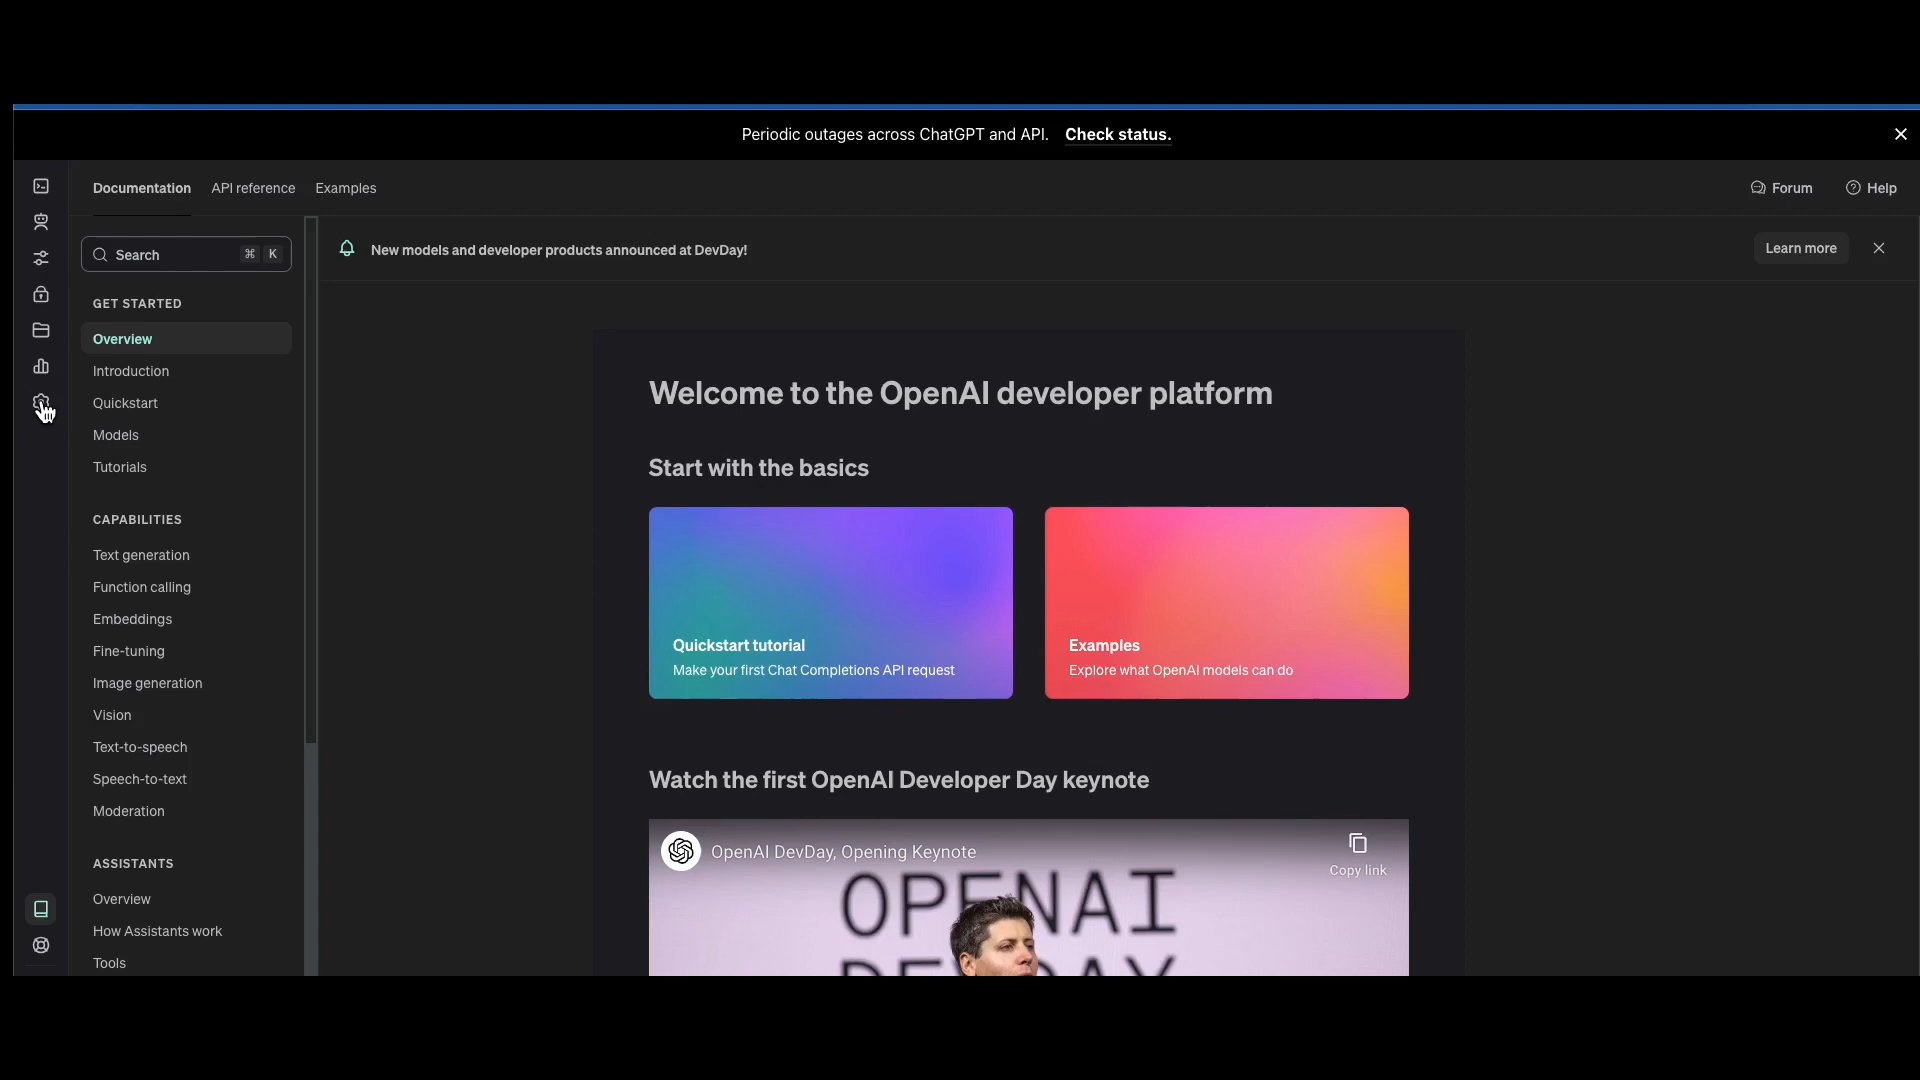 Periodic outages across ChatGPT and API. Check status.
Documentation API reference Examples
Forum Help
Search ⌘ K
New models and developer products announced at DevDay!
Learn more
GET STARTED
Overview
Introduction
Quickstart
Models
Tutorials
CAPABILITIES
Text generation
Function calling
Embeddings
Fine-tuning
Image generation
Vision
Text-to-speech
Speech-to-text
Moderation
ASSISTANTS
Overview
How Assistants work
Tools
Welcome to the OpenAI developer platform
Start with the basics
Quickstart tutorial
Make your first Chat Completions API request
Examples
Explore what OpenAI models can do
Watch the first OpenAI Developer Day keynote
OpenAI DevDay, Opening Keynote
Copy link
OPENAI
DEVDAY